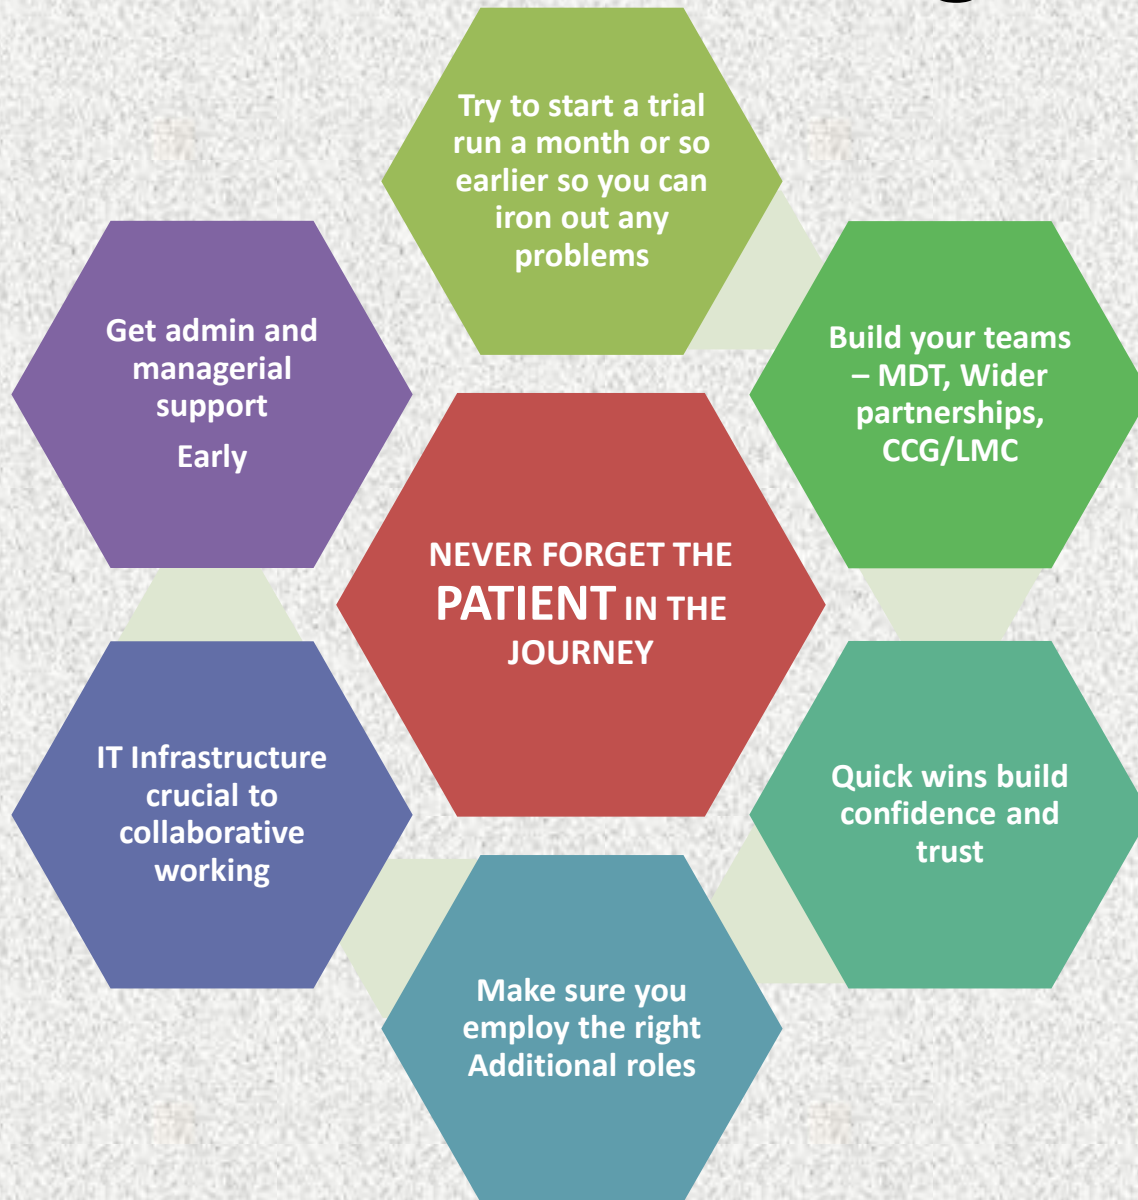 Try to start a trial
run a month or so
earlier so you can
iron out any
problems
Build your teams
– MDT, Wider
partnerships,
CCG/LMC
Quick wins build
confidence and
trust
Make sure you
employ the right
Additional roles
IT Infrastructure
crucial to
collaborative
working
Get admin and
managerial
support
Early
NEVER FORGET THE
PATIENT IN THE
JOURNEY